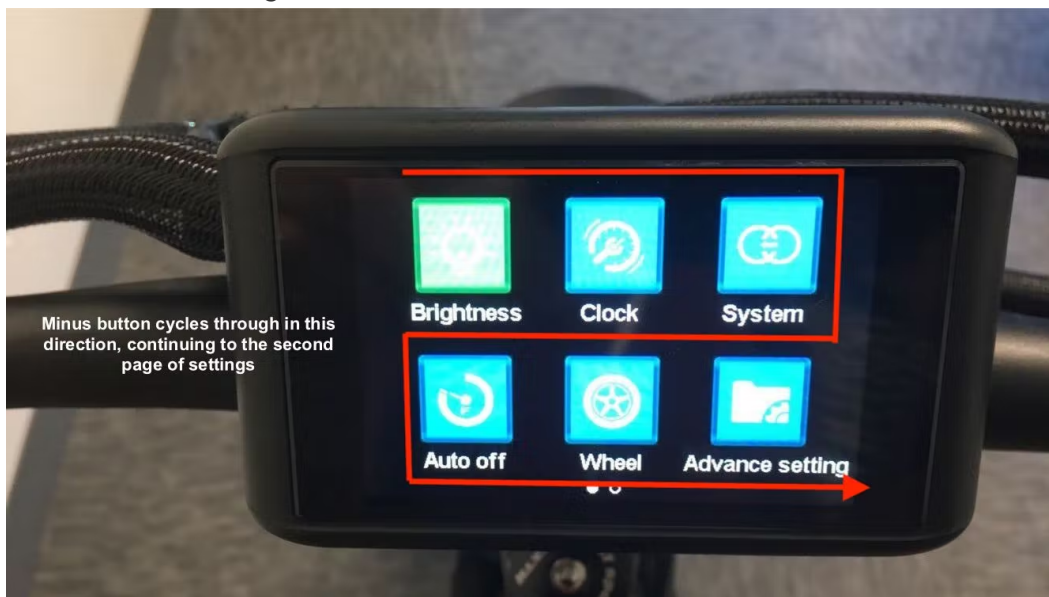 Brightness Clock System
Minus button cycles through in this
direction, continuing to the second
page of settings
Auto off Wheel Advance setting